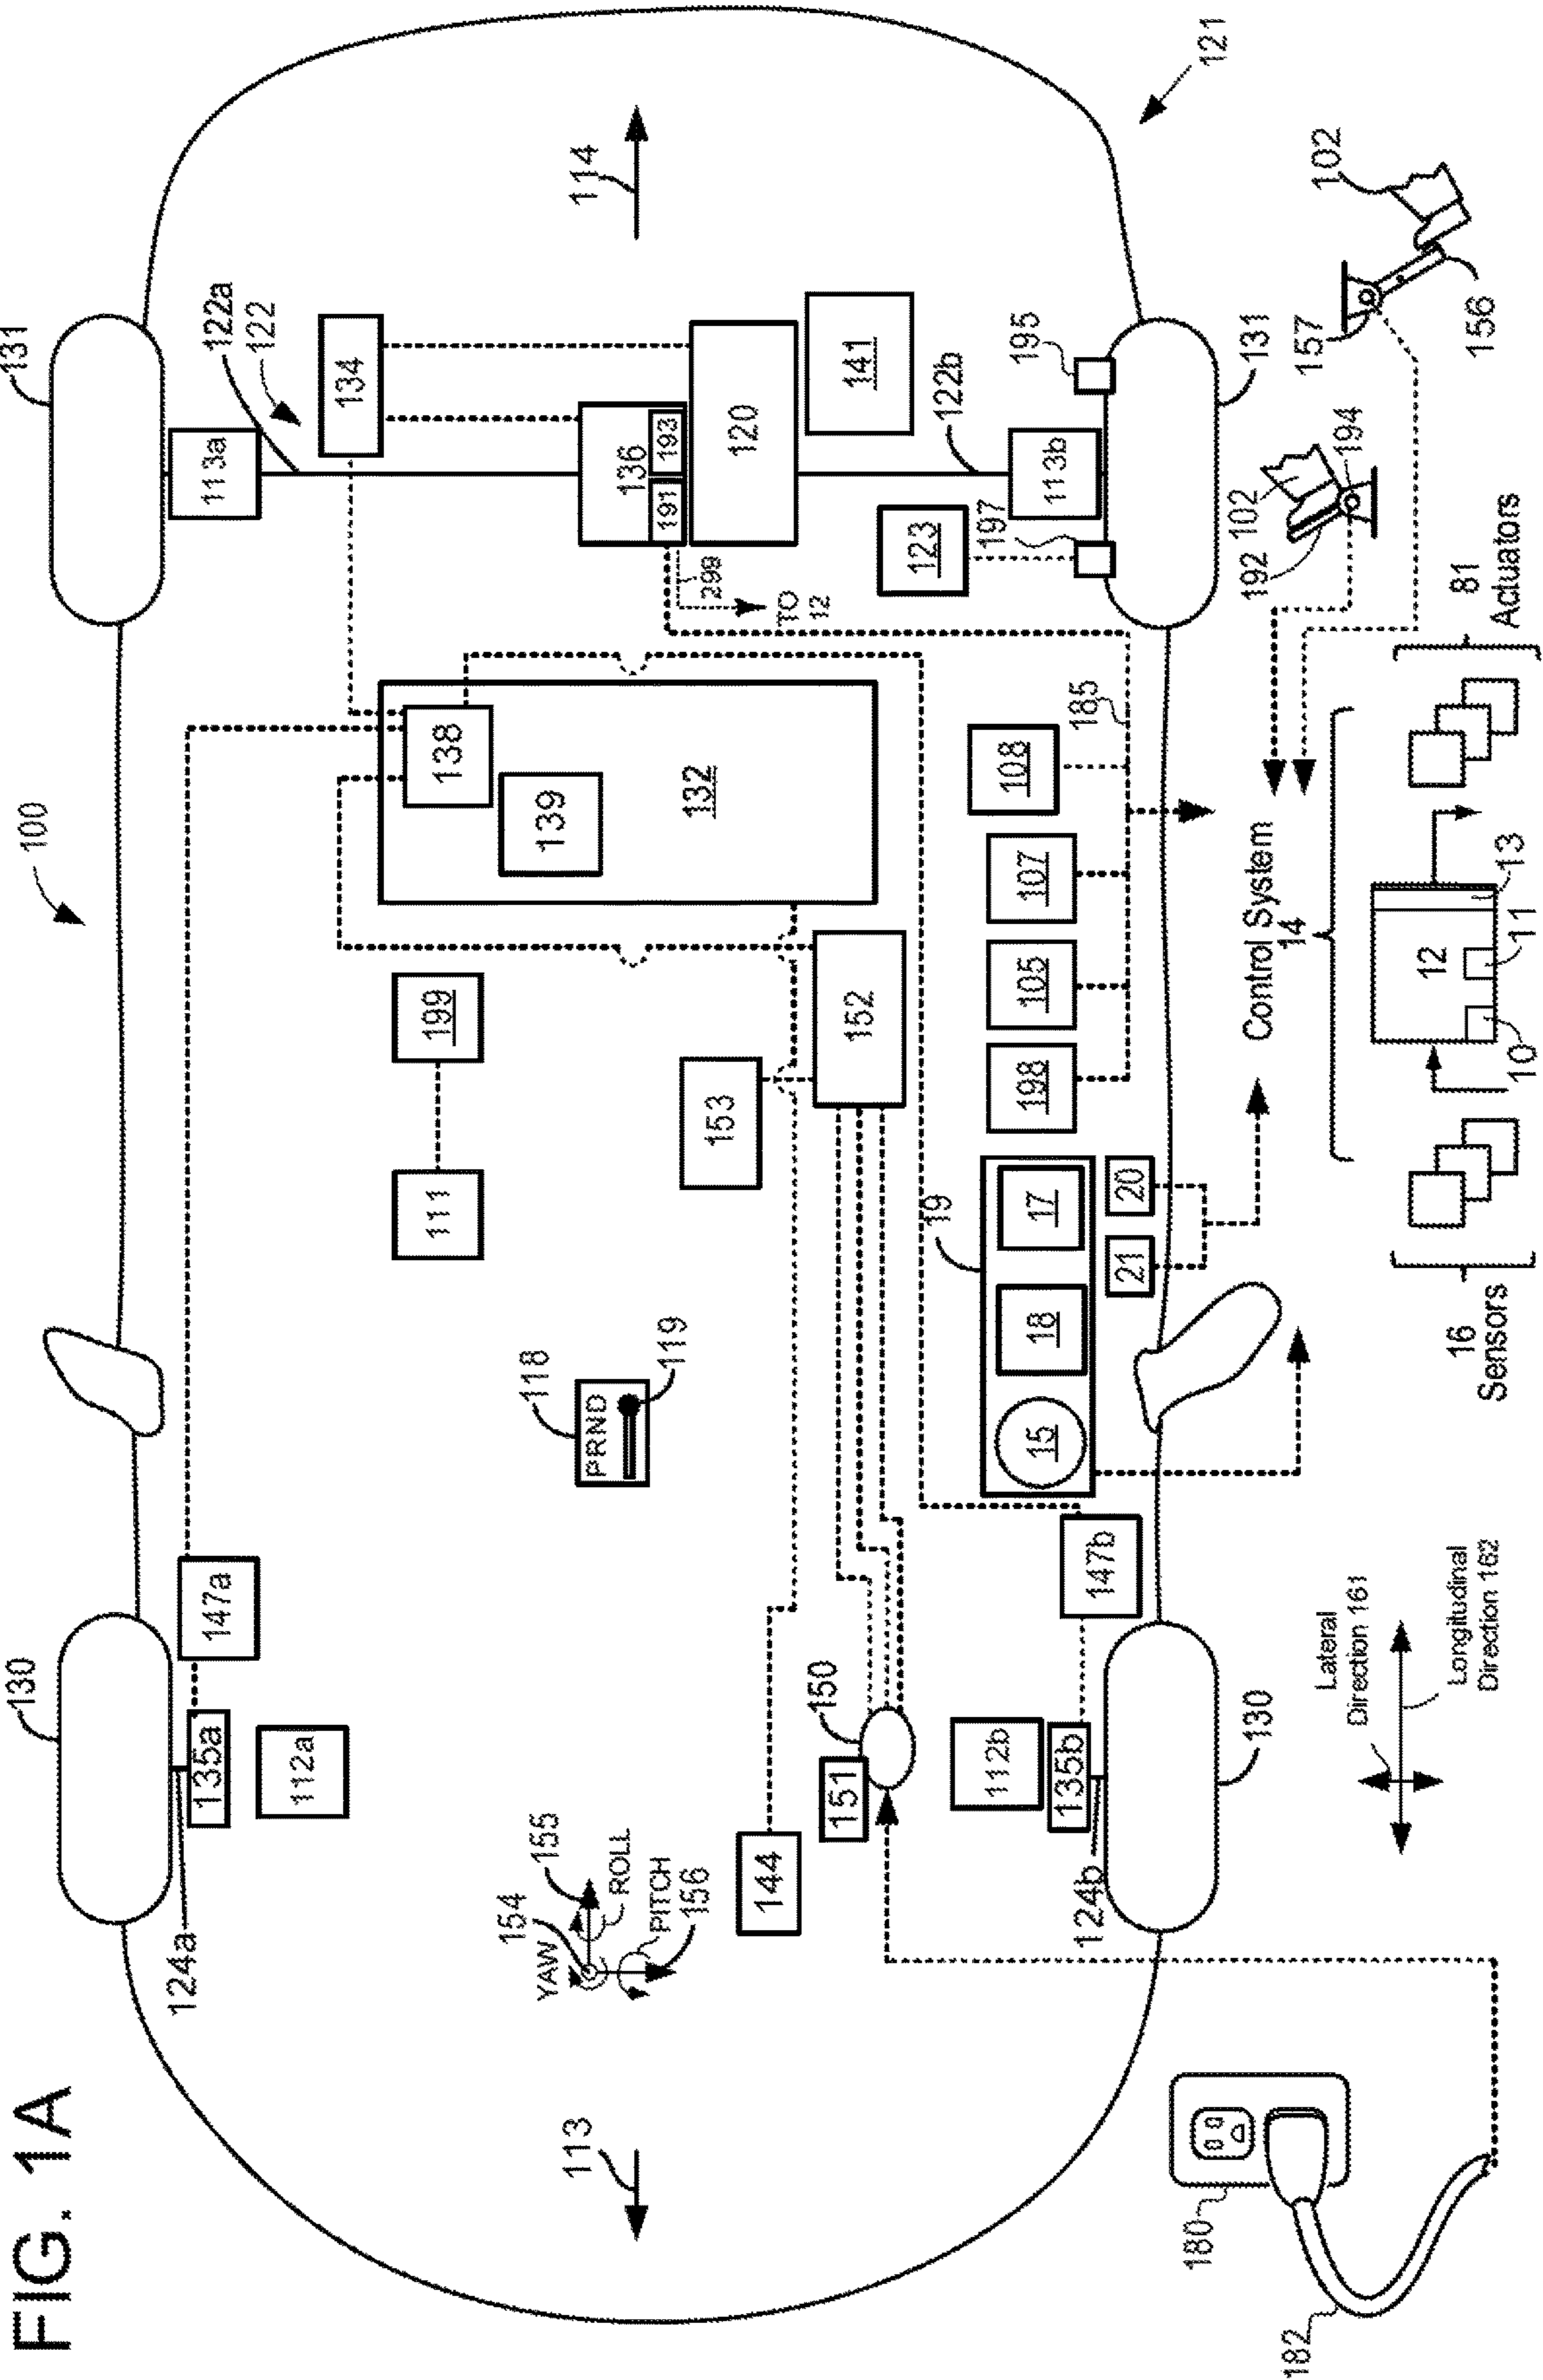 FIG. 1A
100
130
131
124a
135a
147a
112a
113a
122a
122
134
113
114
YAW
154
155
ROLL
PITCH
156
118
PRND
119
111
199
138
139
132
136
191
193
120
141
299
TO
12
144
153
152
151
150
123
197
195
122b
113b
112b
135b
124b
147b
19
15
18
17
21
20
198
105
107
108
185
130
131
121
180
182
Lateral
Direction 161
Longitudinal
Direction 162
Control System
14
192
102
194
157
156
102
16
Sensors
10
12
11
13
81
Actuators